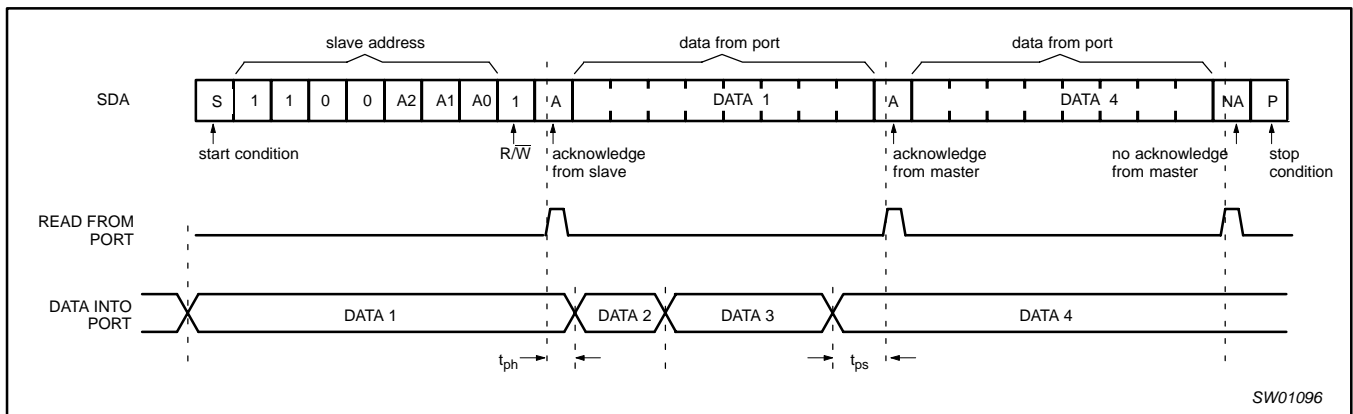 slave address data from port data from port
SDA S 1 1 0 0 A2 A1 A0 1 A DATA 1 A DATA 4 NA P
start condition R/W̅ acknowledge from slave acknowledge from master no acknowledge from master stop condition
READ FROM PORT
DATA INTO PORT DATA 1 DATA 2 DATA 3 DATA 4
tph tps
SW01096